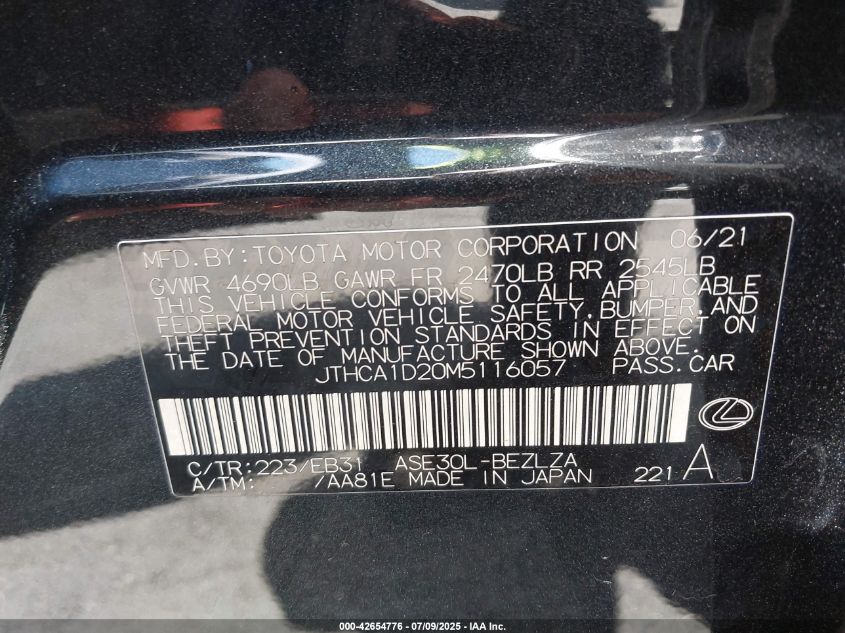 MFD.BY:TOYOTA MOTOR CORPORATION 06/21
GVWR 4690LB GAWR FR 2470LB RR 2545LB
THIS VEHICLE CONFORMS TO ALL APPLICABLE
FEDERAL MOTOR VEHICLE SAFETY,BUMPER,AND
THEFT PREVENTION STANDARDS IN EFFECT ON
THE DATE OF MANUFACTURE SHOWN ABOVE.
JTHCA1D20M5116057 PASS.CAR
C/TR:223/EB31 ASE30L-BEZLZA
A/TM: /AA81E MADE IN JAPAN 221 A
000-42654776 - 07/09/2025 - IAA Inc.